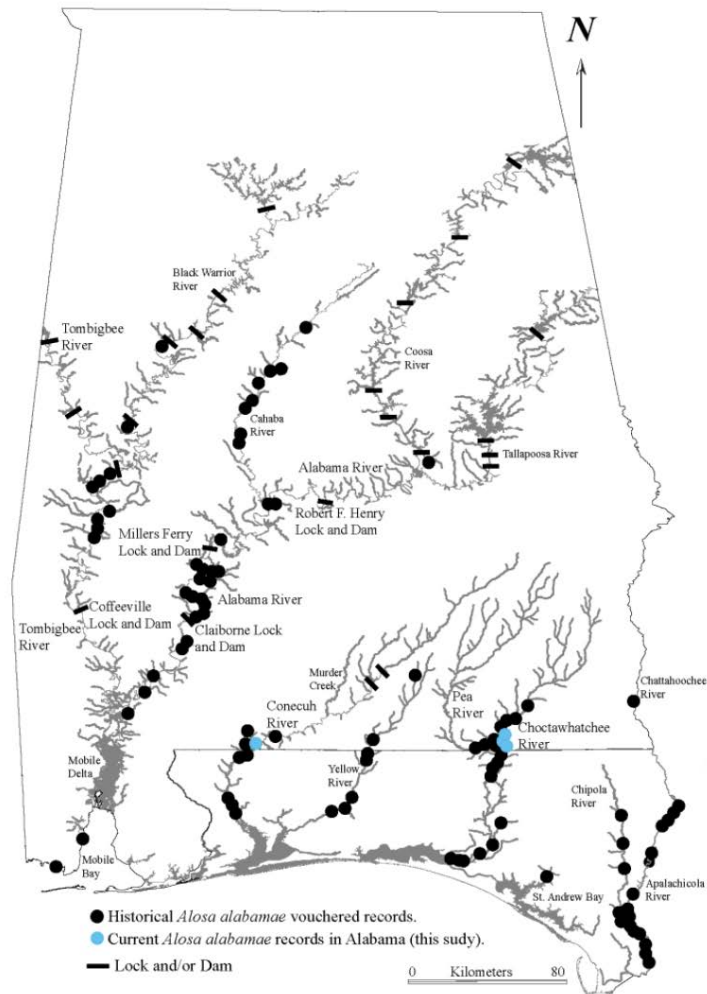 N
Black Warrior
River
Tombigbee
River
Coosa
River
Cahaba
River
Tallapoosa River
Alabama River
Robert F. Henry
Lock and Dam
Millers Ferry
Lock and Dam
Alabama River
Coffeeville
Lock and Dam
Tombigbee
River
Claiborne Lock
and Dam
Murder
Creek
Pea
River
Chattahoochee
River
Conecuh
River
Choctawhatchee
River
Mobile
Delta
Yellow
River
Chipola
River
Mobile
Bay
St. Andrew Bay
Apalachicola
River
Historical Alosa alabamae vouchered records.
Current Alosa alabamae records in Alabama (this sudy).
Lock and/or Dam
0 Kilometers 80